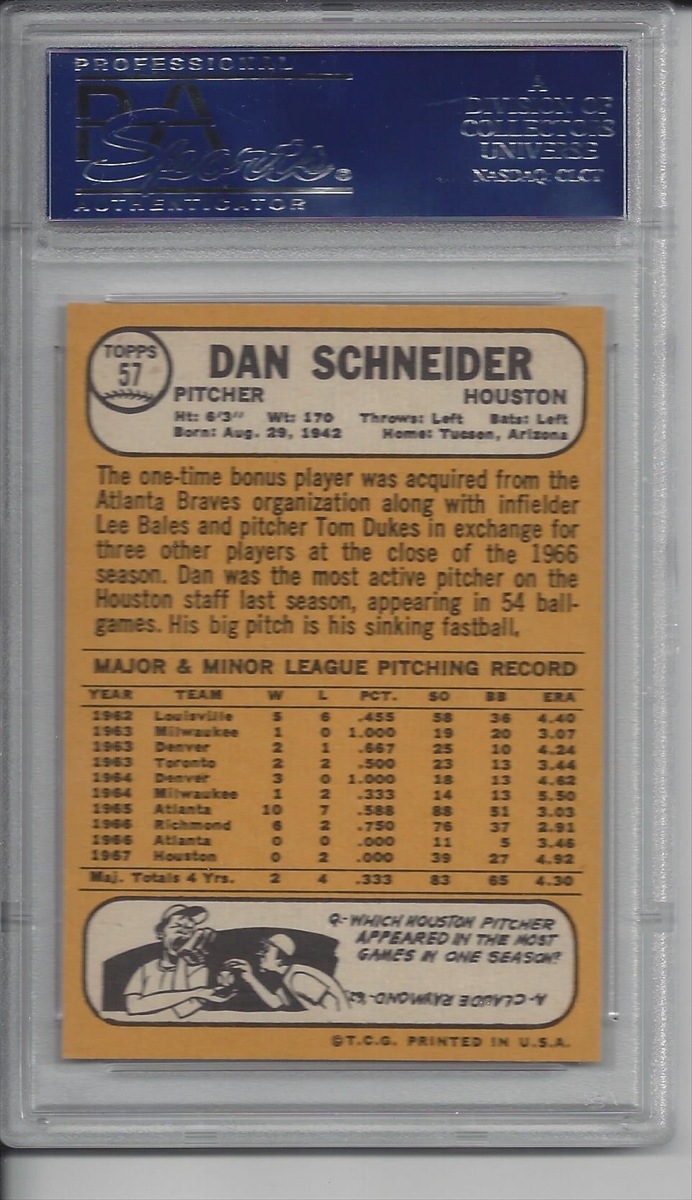 PROFESSIONAL
PSA
Sports®
AUTHENTICATOR
A
DIVISION OF
COLLECTORS
UNIVERSE
NASDAQ: CLCT
TOPPS
57
DAN SCHNEIDER
PITCHER HOUSTON
Ht: 6'3" Wt: 170 Throws: Left Bats: Left
Born: Aug. 29, 1942 Home: Tucson, Arizona
The one-time bonus player was acquired from the
Atlanta Braves organization along with infielder
Lee Bales and pitcher Tom Dukes in exchange for
three other players at the close of the 1966
season. Dan was the most active pitcher on the
Houston staff last season, appearing in 54 ball-
games. His big pitch is his sinking fastball.
MAJOR & MINOR LEAGUE PITCHING RECORD
YEAR TEAM W L PCT. SO BB ERA
1962 Louisville 5 6 .455 58 36 4.40
1963 Milwaukee 1 0 1.000 19 20 3.07
1963 Denver 2 1 .667 25 10 4.24
1963 Toronto 2 2 .500 23 13 3.44
1964 Denver 3 0 1.000 18 13 4.62
1964 Milwaukee 1 2 .333 14 13 5.50
1965 Atlanta 10 7 .588 88 51 3.03
1966 Richmond 6 2 .750 76 37 2.91
1966 Atlanta 0 0 .000 11 5 3.46
1967 Houston 0 2 .000 39 27 4.92
Maj. Totals 4 Yrs. 2 4 .333 83 65 4.30
Q-WHICH HOUSTON PITCHER
APPEARED IN THE MOST
GAMES IN ONE SEASON?
A-CLAUDE RAYMOND-
©T.C.G. PRINTED IN U.S.A.